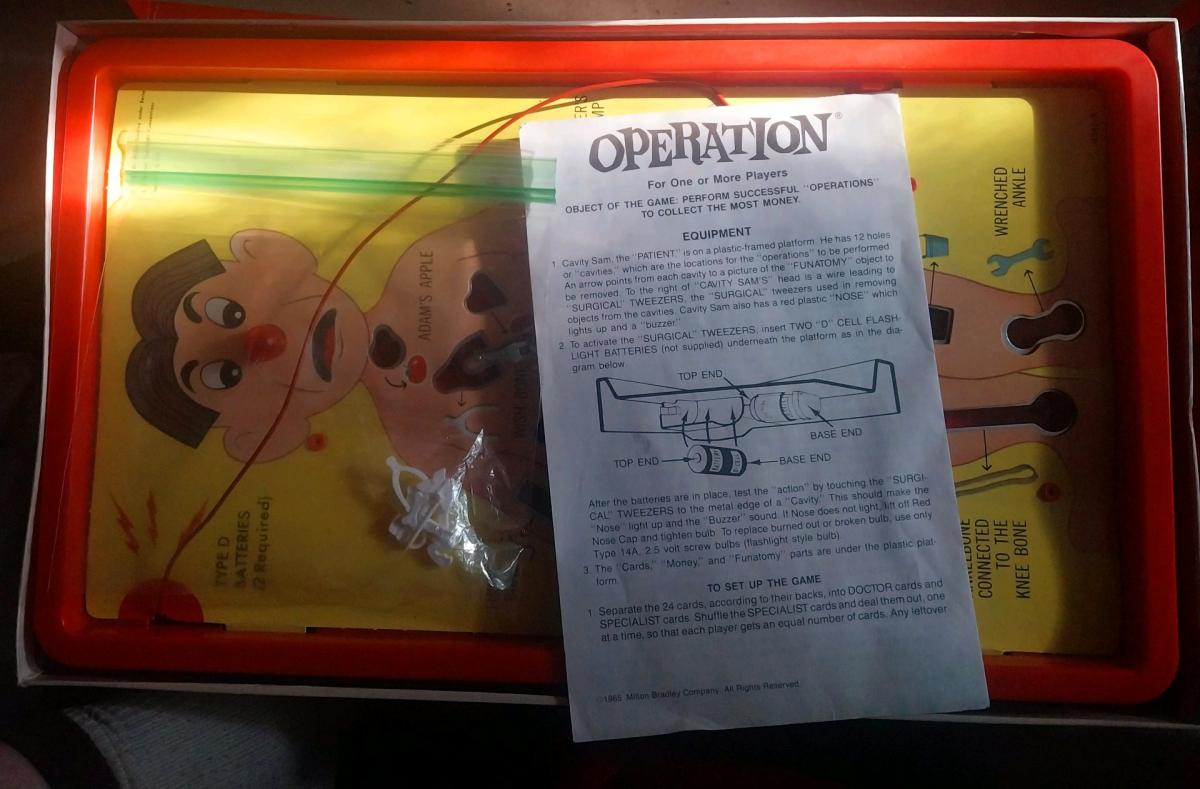 OPERATION®
For One or More Players
OBJECT OF THE GAME: PERFORM SUCCESSFUL "OPERATIONS"
TO COLLECT THE MOST MONEY.
EQUIPMENT
1. Cavity Sam, the "PATIENT," is on a plastic-framed platform. He has 12 holes
or "cavities," which are the locations for the "operations" to be performed.
An arrow points from each cavity to a picture of the "FUNATOMY" object to
be removed. To the right of "CAVITY SAM'S" head is a wire leading to
"SURGICAL" TWEEZERS, the "SURGICAL" tweezers used in removing
objects from the cavities. Cavity Sam also has a red plastic "NOSE" which
lights up and a "buzzer".
2. To activate the "SURGICAL TWEEZERS, insert TWO "D" CELL FLASH-
LIGHT BATTERIES (not supplied) underneath the platform as in the dia-
gram below.
TOP END
BASE END
TOP END
BASE END
After the batteries are in place, test the "action" by touching the "SURGI-
CAL" TWEEZERS to the metal edge of a "Cavity." This should make the
"Nose" light up and the "Buzzer" sound. If Nose does not light, lift off Red
Nose Cap and tighten bulb. To replace burned out or broken bulb, use only
Type 14A, 2.5 volt screw bulbs (flashlight style bulb).
3. The "Cards," "Money," and "Funatomy" parts are under the plastic plat-
form.
TO SET UP THE GAME
1. Separate the 24 cards, according to their backs, into DOCTOR cards and
SPECIALIST cards. Shuffle the SPECIALIST cards and deal them out, one
at a time, so that each player gets an equal number of cards. Any leftover
©1965 Milton Bradley Company. All Rights Reserved.
ADAM'S APPLE
TYPE D
BATTERIES
(2 Required)
WRENCHED
ANKLE
CONNECTED
TO THE
KNEE BONE